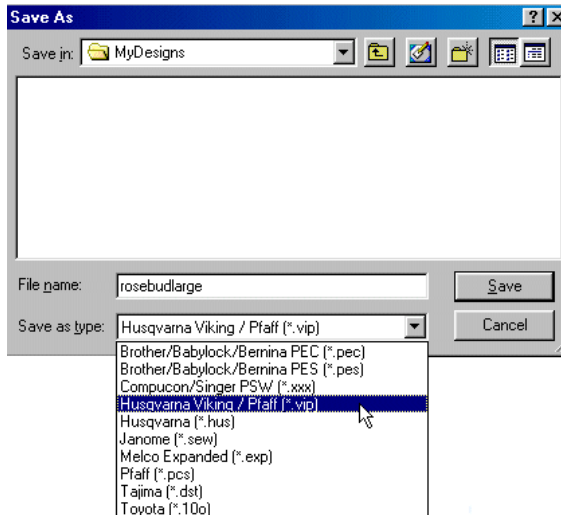 Save As
Save in: MyDesigns
File name: rosebudlarge Save
Save as type: Husqvarna Viking / Pfaff (*.vip) Cancel
Brother/Babylock/Bernina PEC (*.pec)
Brother/Babylock/Bernina PES (*.pes)
Compucon/Singer PSW (*.xxx)
Husqvarna Viking / Pfaff (*.vip)
Husqvarna (*.hus)
Janome (*.sew)
Melco Expanded (*.exp)
Pfaff (*.pcs)
Tajima (*.dst)
Toyota (*.10o)